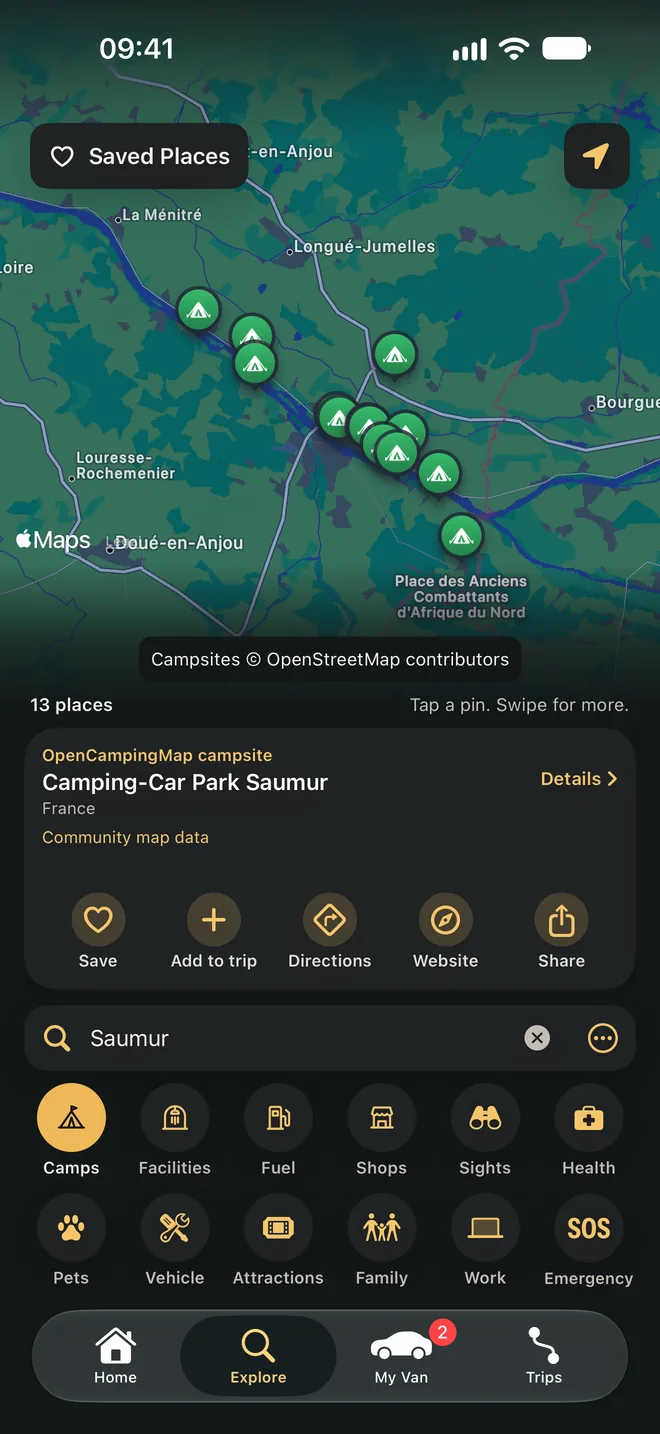 09:41
Saved Places
-en-Anjou
La Ménitré
Longué-Jumelles
Loire
Bourgue
Louresse-
Rochemenier
Maps
Doué-en-Anjou
Place des Anciens
Combattants
d'Afrique du Nord
Campsites © OpenStreetMap contributors
13 places
Tap a pin. Swipe for more.
OpenCampingMap campsite
Camping-Car Park Saumur
Details
France
Community map data
Save
Add to trip
Directions
Website
Share
Saumur
Camps
Facilities
Fuel
Shops
Sights
Health
Pets
Vehicle
Attractions
Family
Work
SOS
Emergency
2
Home
Explore
My Van
Trips